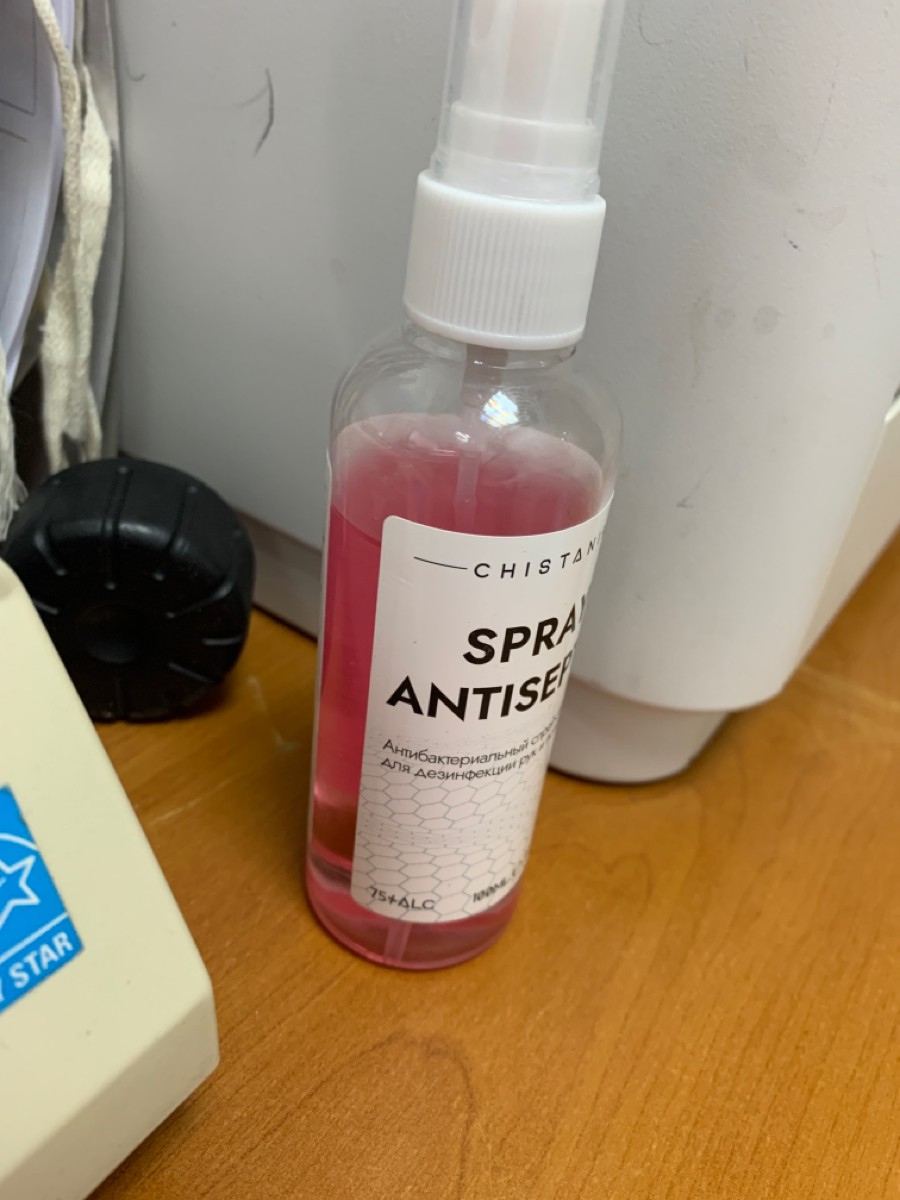 CHISTAN
SPRAY
ANTISEP
Антибактериальный спрей
для дезинфекции рук и
75+ALC
100ML
Y STAR